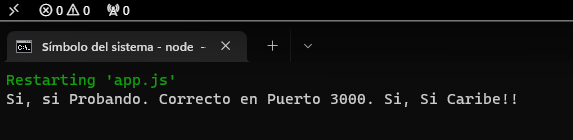 0 0 0
Símbolo del sistema - node -
Restarting 'app.js'
Si, si Probando. Correcto en Puerto 3000. Si, Si Caribe!!